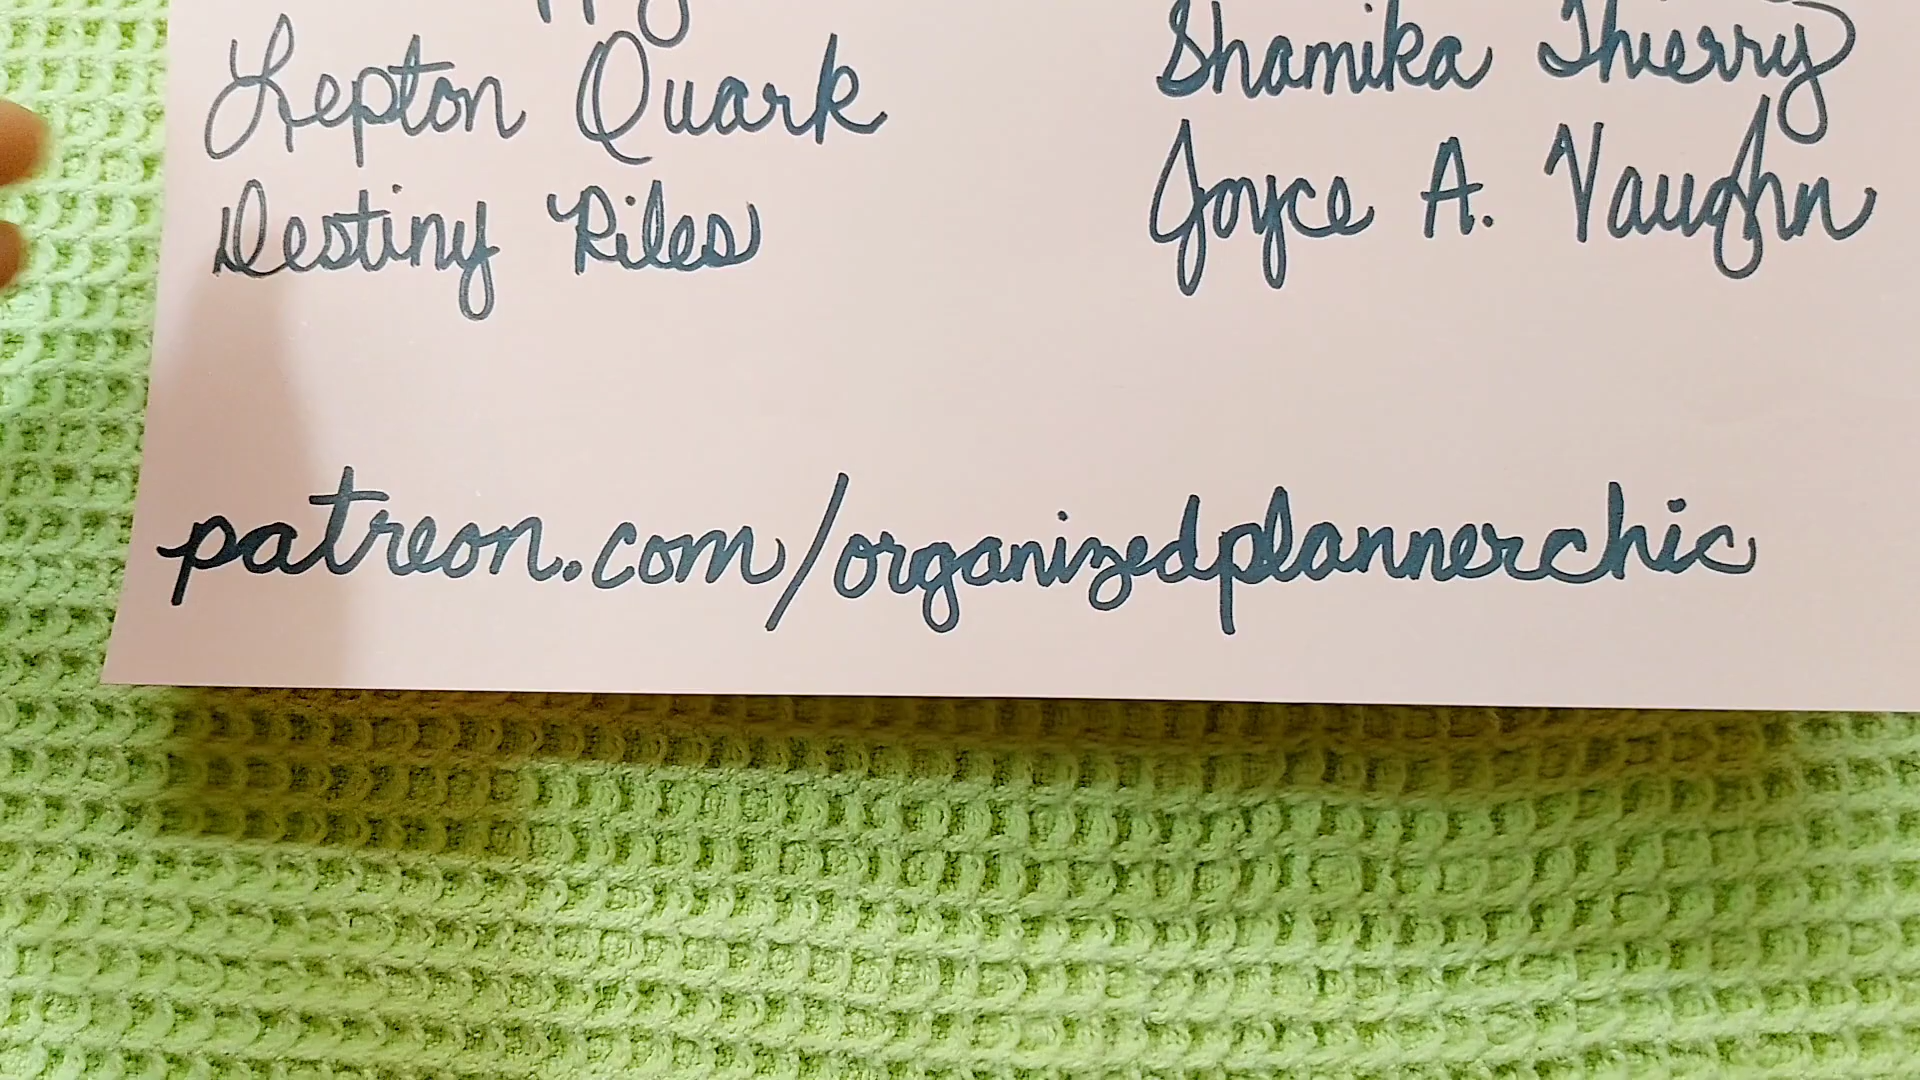 Lepton Quark
Destiny Riles
Shamika Thierry
Joyce A. Vaughn
patreon.com/organizedplannerchic